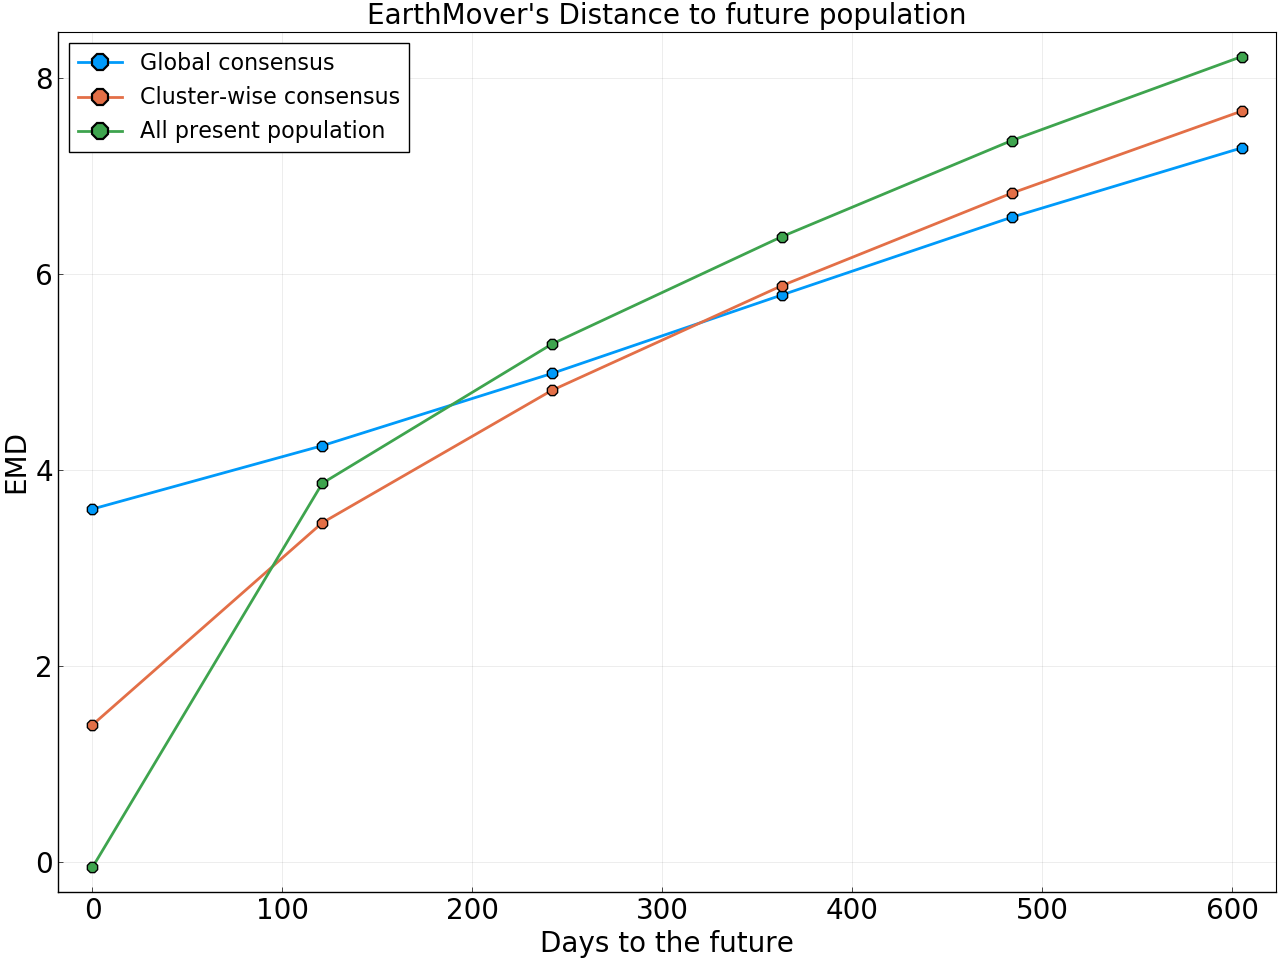 EarthMover's Distance to future population
Global consensus
Cluster-wise consensus
All present population
EMD
8
6
4
2
0
0 100 200 300 400 500 600
Days to the future